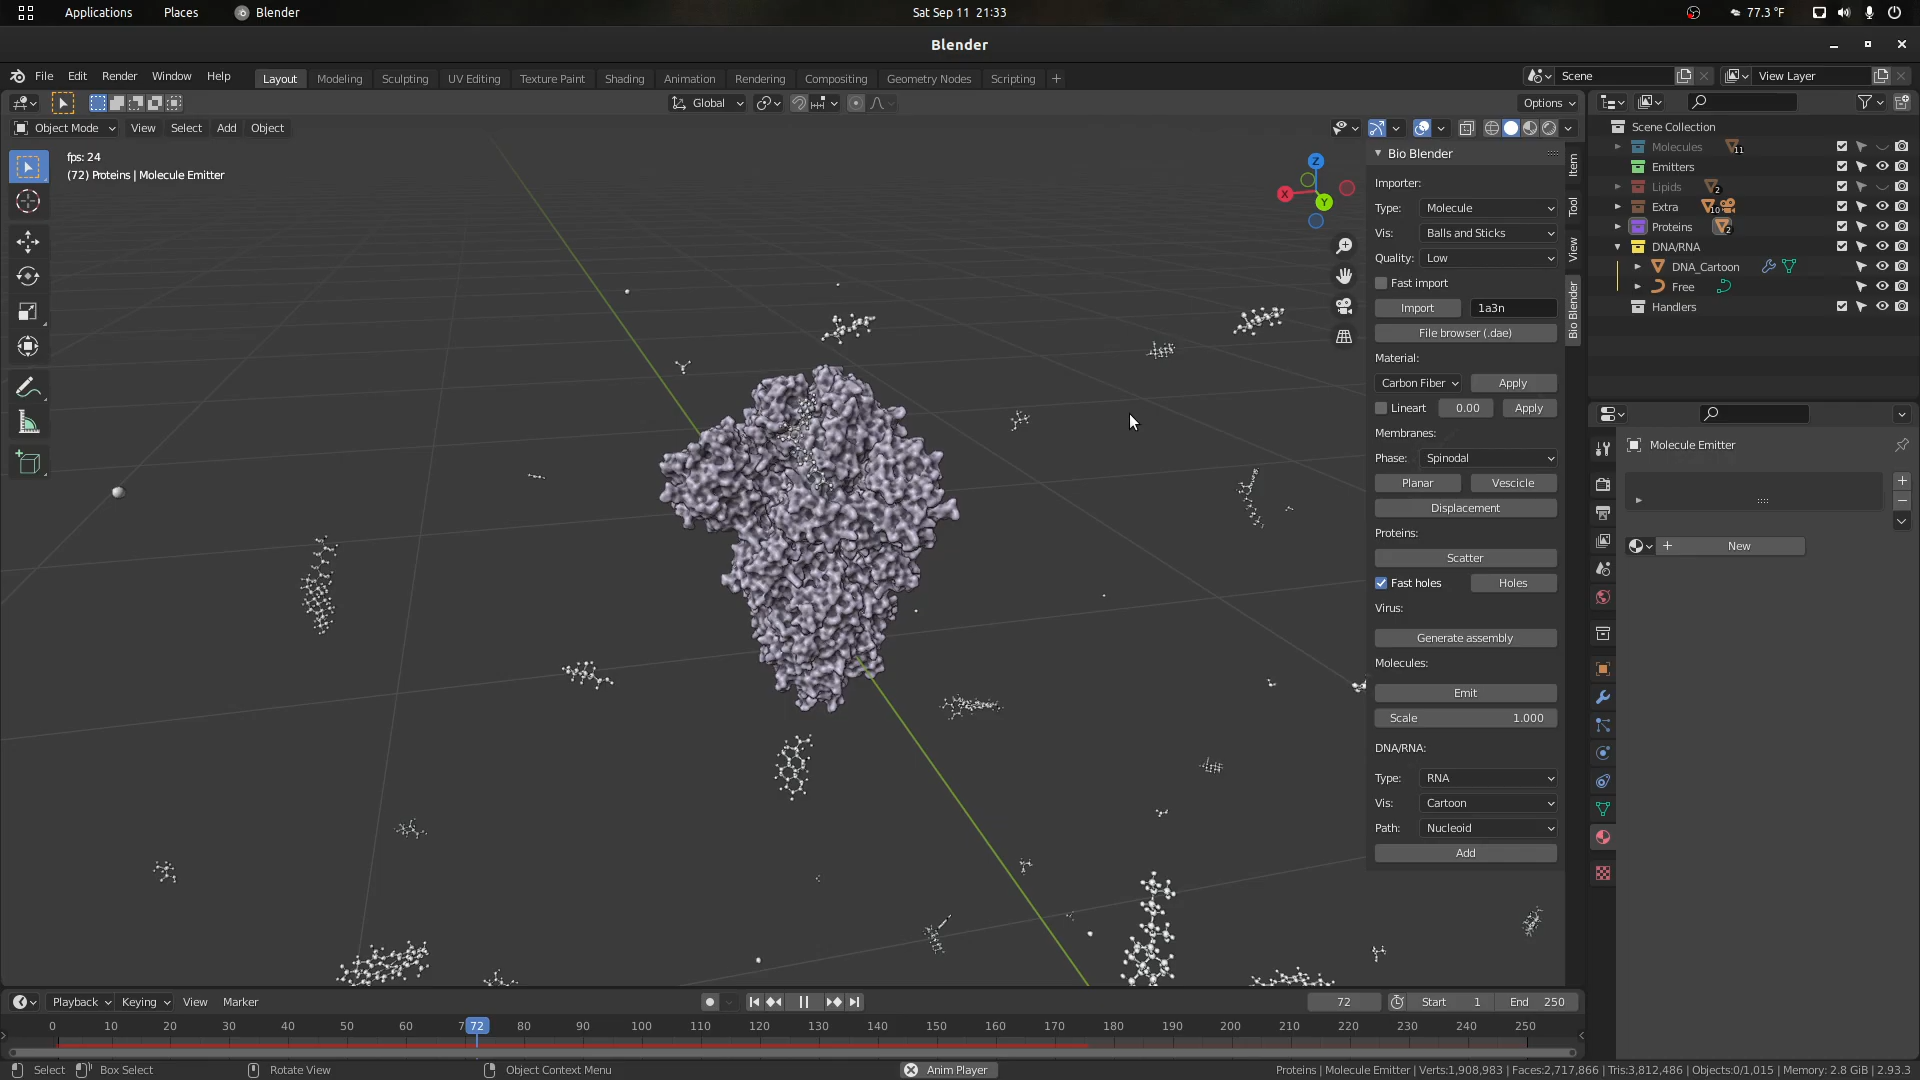 Applications Places Blender Sat Sep 11 21:33 77.3 °F
Blender
File Edit Render Window Help Layout Modeling Sculpting UV Editing Texture Paint Shading Animation Rendering Compositing Geometry Nodes Scripting + Scene View Layer
Global Options
Object Mode View Select Add Object
fps: 24
(72) Proteins | Molecule Emitter
Z
X
Y
Bio Blender
Importer:
Type: Molecule
Vis: Balls and Sticks
Quality: Low
Fast import
Import 1a3n
File browser (.dae)
Material:
Carbon Fiber Apply
Lineart 0.00 Apply
Membranes:
Phase: Spinodal
Planar Vescicle
Displacement
Proteins:
Scatter
Fast holes Holes
Virus:
Generate assembly
Molecules:
Emit
Scale 1.000
DNA/RNA:
Type: RNA
Vis: Cartoon
Path: Nucleoid
Add
Item
Tool
View
Bio Blender
Scene Collection
Molecules 11
Emitters
Lipids 2
Extra 10
Proteins 2
DNA/RNA
DNA_Cartoon
Free
Handlers
Molecule Emitter
+ New
Playback Keying View Marker 72 Start 1 End 250
0 10 20 30 40 50 60 7 72 80 90 100 110 120 130 140 150 160 170 180 190 200 210 220 230 240 250
Select Box Select Rotate View Object Context Menu Anim Player Proteins | Molecule Emitter | Verts:1,908,983 | Faces:2,717,866 | Tris:3,812,486 | Objects:0/1,015 | Memory: 2.8 GiB | 2.93.3